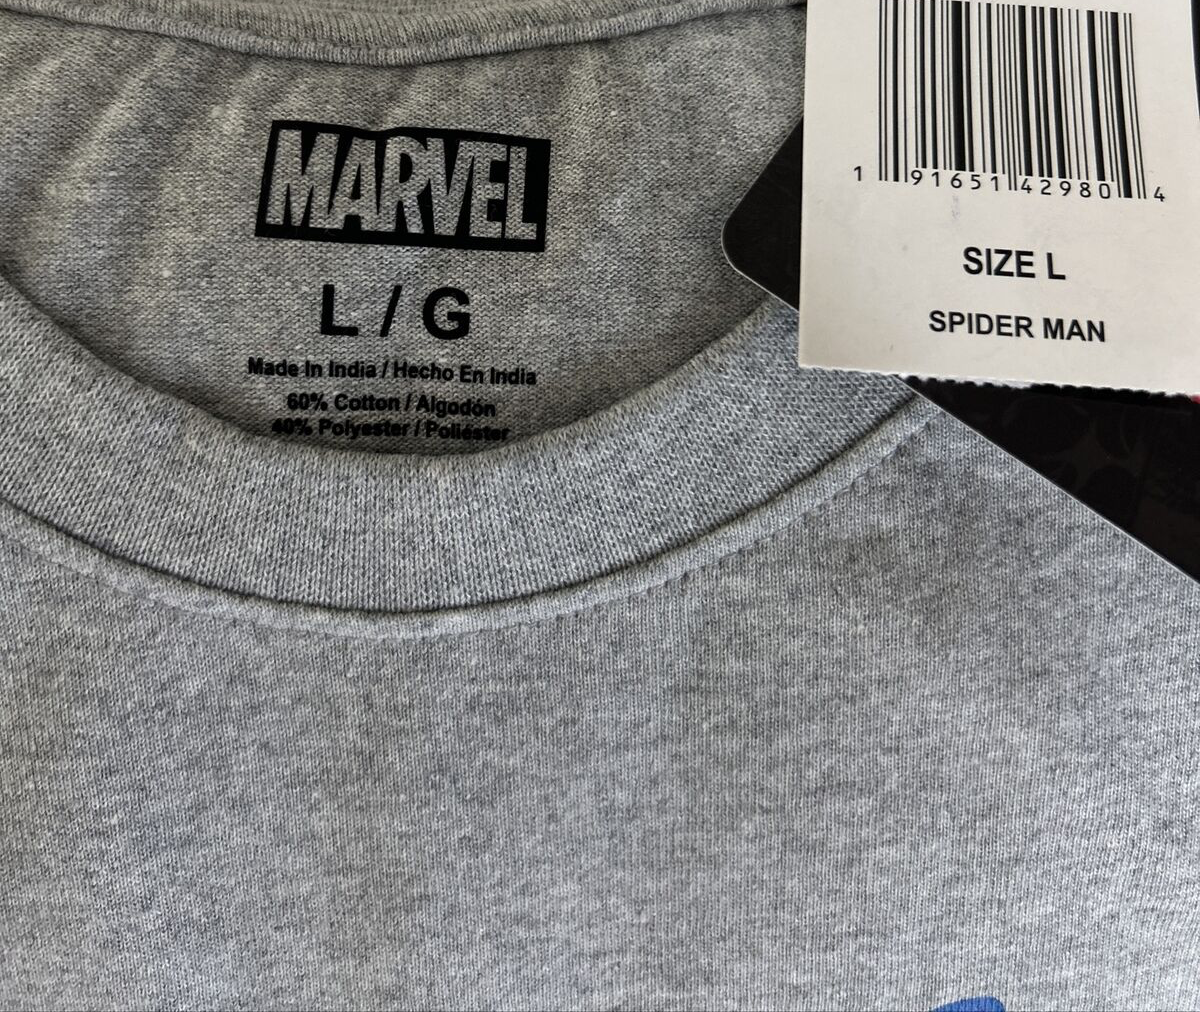 MARVEL
L / G
Made In India / Hecho En India
60% Cotton / Algodón
40% Polyester / Poliéster
1 91651 42980 4
SIZE L
SPIDER MAN